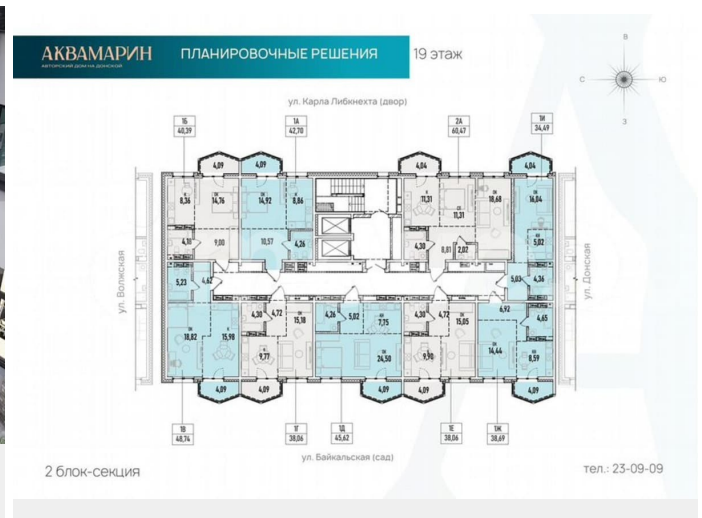 АКВАМАРИН
АВТОРСКИЙ ДОМ НА ДОНСКОЙ
ПЛАНИРОВОЧНЫЕ РЕШЕНИЯ
19 этаж
В
С
Ю
З
ул. Карла Либкнехта (двор)
1Б
40,39
1А
42,70
2А
60,47
1И
34,49
4,09
4,09
4,04
4,04
8,36
14,76
14,92
8,86
11,31
11,31
18,68
16,04
4,18
9,00
10,57
4,26
4,30
8,81
2,02
5,02
ул. Волжская
ул. Донская
5,23
4,62
5,03
4,36
18,82
15,98
4,30
4,72
15,18
9,77
4,26
5,02
7,75
24,50
4,30
4,72
15,05
9,90
6,92
4,65
14,44
8,59
4,09
4,09
4,09
4,09
4,09
1В
48,74
1Г
38,06
1Д
45,62
1Е
38,06
1Ж
38,69
ул. Байкальская (сад)
2 блок-секция
тел.: 23-09-09